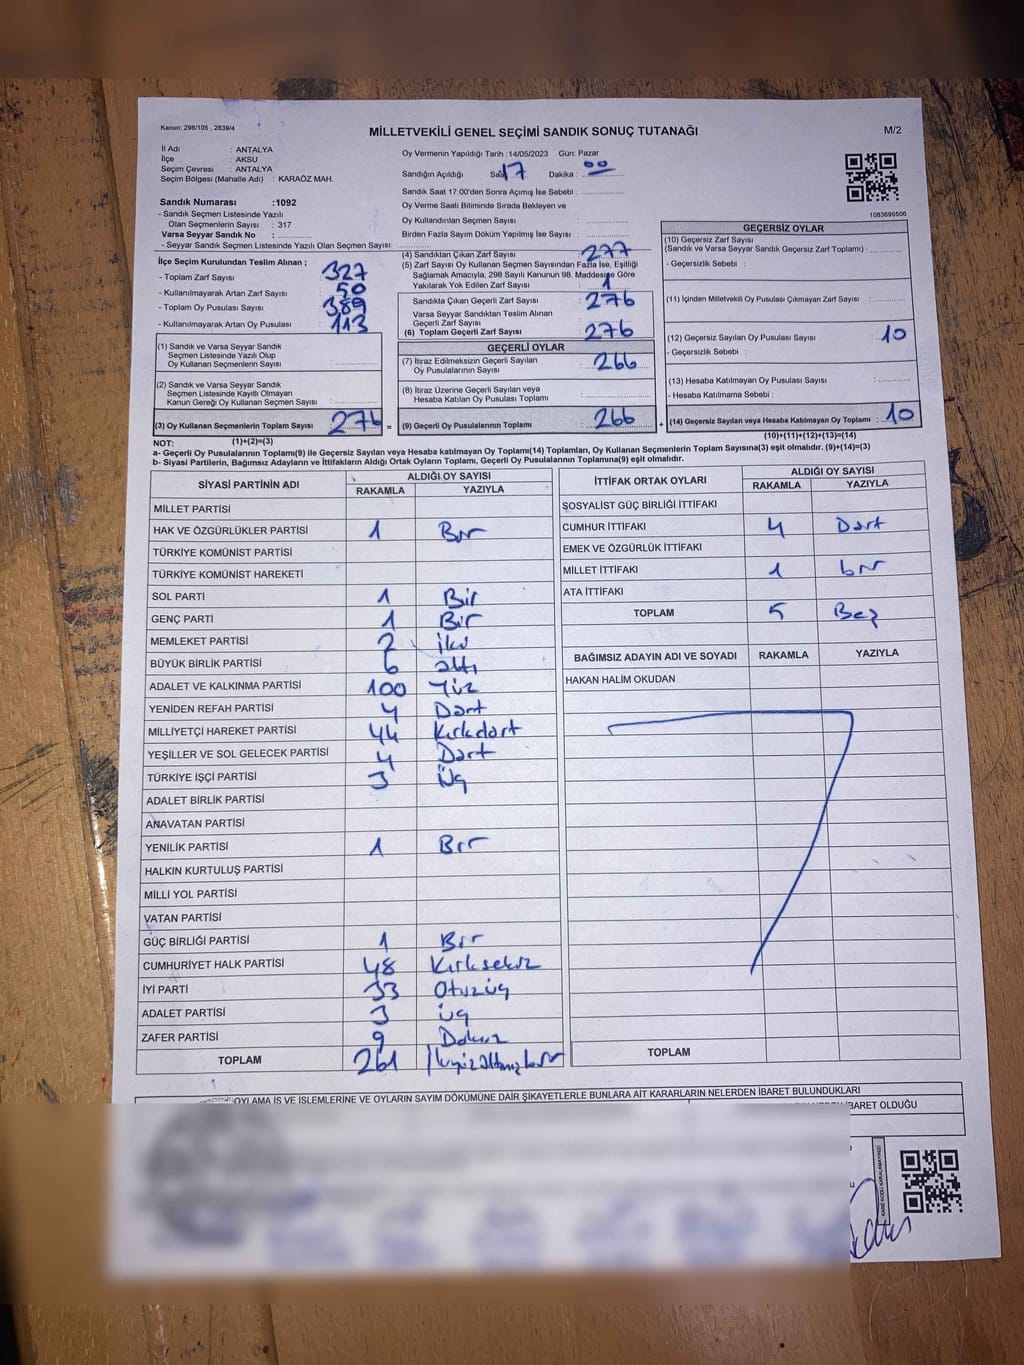 Kanun: 298/105 , 2839/4
MİLLETVEKİLİ GENEL SEÇİMİ SANDIK SONUÇ TUTANAĞI
M/2
İl Adı : ANTALYA
İlçe : AKSU
Seçim Çevresi : ANTALYA
Seçim Bölgesi (Mahalle Adı) : KARAÖZ MAH.
Sandık Numarası :1092
- Sandık Seçmen Listesinde Yazılı
Olan Seçmenlerin Sayısı : 317
Varsa Seyyar Sandık No :
- Seyyar Sandık Seçmen Listesinde Yazılı Olan Seçmen Sayısı:
Oy Vermenin Yapıldığı Tarih :14/05/2023 Gün: Pazar
Sandığın Açıldığı Saat 17 Dakika : 00
Sandık Saat 17:00'den Sonra Açımış İse Sebebi :
Oy Verme Saati Bitiminde Sırada Bekleyen ve
Oy Kullandırılan Seçmen Sayısı :
Birden Fazla Sayım Döküm Yapılmış İse Sayısı :
1083699506
İlçe Seçim Kurulundan Teslim Alınan ;
- Toplam Zarf Sayısı : 327
- Kullanılmayarak Artan Zarf Sayısı : 50
- Toplam Oy Pusulası Sayısı : 389
- Kullanılmayarak Artan Oy Pusulası : 113
(1) Sandık ve Varsa Seyyar Sandık
Seçmen Listesinde Yazılı Olup
Oy Kullanan Seçmenlerin Sayısı :
(2) Sandık ve Varsa Seyyar Sandık
Seçmen Listesinde Kayıtlı Olmayan
Kanun Gereği Oy Kullanan Seçmen Sayısı :
(3) Oy Kullanan Seçmenlerin Toplam Sayısı : 276 =
(1)+(2)=(3)
(4) Sandıktan Çıkan Zarf Sayısı : 277
(5) Zarf Sayısı Oy Kullanan Seçmen Sayısından Fazla İse, Eşitliği
Sağlamak Amacıyla, 298 Sayılı Kanunun 98. Maddesine Göre
Yakılarak Yok Edilen Zarf Sayısı : 1
Sandıkta Çıkan Geçerli Zarf Sayısı : 276
Varsa Seyyar Sandıktan Teslim Alınan
Geçerli Zarf Sayısı
(6) Toplam Geçerli Zarf Sayısı : 276
GEÇERLİ OYLAR
(7) İtiraz Edilmeksizin Geçerli Sayılan
Oy Pusulalarının Sayısı : 266
(8) İtiraz Üzerine Geçerli Sayılan veya
Hesaba Katılan Oy Pusulası Toplamı :
(9) Geçerli Oy Pusulalarının Toplamı : 266 +
GEÇERSİZ OYLAR
(10) Geçersiz Zarf Sayısı
(Sandık ve Varsa Seyyar Sandık Geçersiz Zarf Toplamı) :
- Geçersizlik Sebebi :
(11) İçinden Milletvekili Oy Pusulası Çıkmayan Zarf Sayısı :
(12) Geçersiz Sayılan Oy Pusulası Sayısı : 10
- Geçersizlik Sebebi :
(13) Hesaba Katılmayan Oy Pusulası Sayısı :
- Hesaba Katılmama Sebebi :
(14) Geçersiz Sayılan veya Hesaba Katılmayan Oy Toplamı : 10
(10)+(11)+(12)+(13)=(14)
NOT:
a- Geçerli Oy Pusulalarının Toplamı(9) ile Geçersiz Sayılan veya Hesaba katılmayan Oy Toplamı(14) Toplamları, Oy Kullanan Seçmenlerin Toplam Sayısına(3) eşit olmalıdır. (9)+(14)=(3)
b- Siyasi Partilerin, Bağımsız Adayların ve İttifakların Aldığı Ortak Oyların Toplamı, Geçerli Oy Pusulalarının Toplamına(9) eşit olmalıdır.
SİYASİ PARTİNİN ADI ALDIĞI OY SAYISI
RAKAMLA YAZIYLA
MİLLET PARTİSİ
HAK VE ÖZGÜRLÜKLER PARTİSİ 1 Bir
TÜRKİYE KOMÜNİST PARTİSİ
TÜRKİYE KOMÜNİST HAREKETİ
SOL PARTİ 1 Bir
GENÇ PARTİ 1 Bir
MEMLEKET PARTİSİ 2 iki
BÜYÜK BİRLİK PARTİSİ 6 altı
ADALET VE KALKINMA PARTİSİ 100 Yüz
YENİDEN REFAH PARTİSİ 4 Dört
MİLLİYETÇİ HAREKET PARTİSİ 44 Kırkdört
YEŞİLLER VE SOL GELECEK PARTİSİ 4 Dört
TÜRKİYE İŞÇİ PARTİSİ 3 Üç
ADALET BİRLİK PARTİSİ
ANAVATAN PARTİSİ
YENİLİK PARTİSİ 1 Bir
HALKIN KURTULUŞ PARTİSİ
MİLLİ YOL PARTİSİ
VATAN PARTİSİ
GÜÇ BİRLİĞİ PARTİSİ 1 Bir
CUMHURİYET HALK PARTİSİ 48 Kırksekiz
İYİ PARTİ 33 Otuzüç
ADALET PARTİSİ 3 üç
ZAFER PARTİSİ 9 Dokuz
TOPLAM 261 İkiyüzaltmışbir
İTTİFAK ORTAK OYLARI ALDIĞI OY SAYISI
RAKAMLA YAZIYLA
SOSYALİST GÜÇ BİRLİĞİ İTTİFAKI
CUMHUR İTTİFAKI 4 Dört
EMEK VE ÖZGÜRLÜK İTTİFAKI
MİLLET İTTİFAKI 1 bir
ATA İTTİFAKI
TOPLAM 5 Beş
BAĞIMSIZ ADAYIN ADI VE SOYADI RAKAMLA YAZIYLA
HAKAN HALİM OKUDAN
TOPLAM
OYLAMA İŞ VE İŞLEMLERİNE VE OYLARIN SAYIM DÖKÜMÜNE DAİR ŞİKAYETLERLE BUNLARA AİT KARARLARIN NELERDEN İBARET BULUNDUKLARI
İBARET OLDUĞU